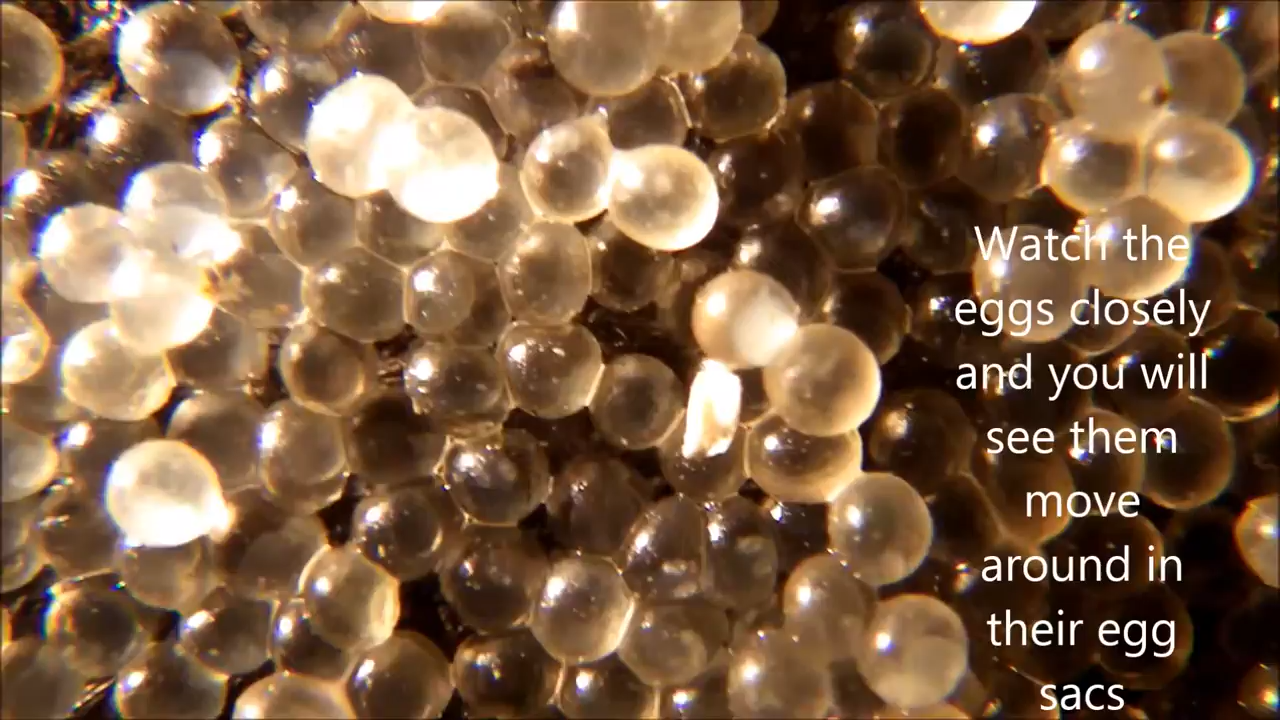 Watch the
eggs closely
and you will
see them
move
around in
their egg
sacs